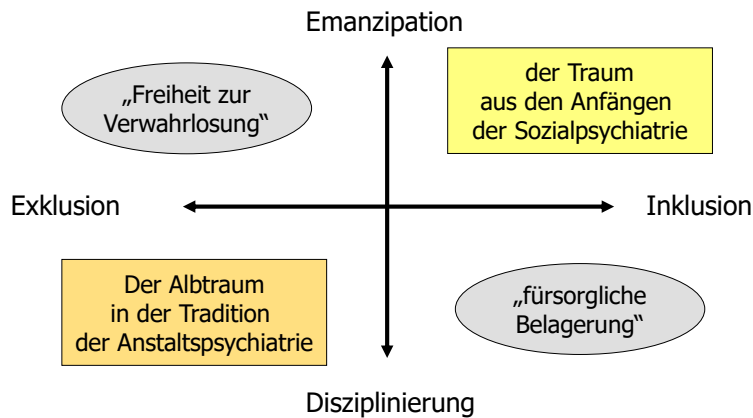 Emanzipation
„Freiheit zur
Verwahrlosung“
der Traum
aus den Anfängen
der Sozialpsychiatrie
Exklusion
Inklusion
Der Albtraum
in der Tradition
der Anstaltspsychiatrie
„fürsorgliche
Belagerung“
Disziplinierung